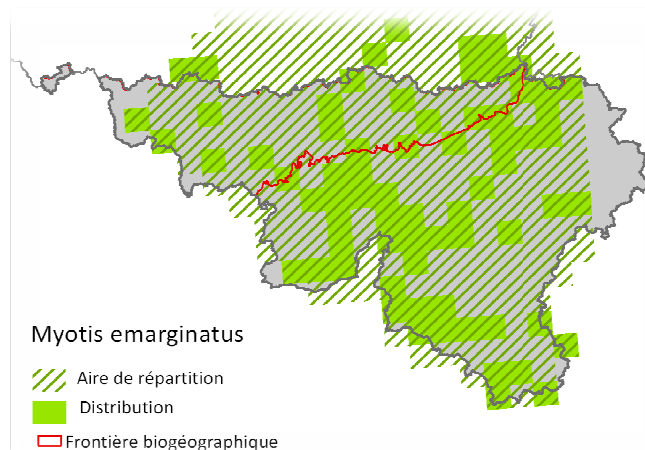 Myotis emarginatus
Aire de répartition
Distribution
Frontière biogéographique